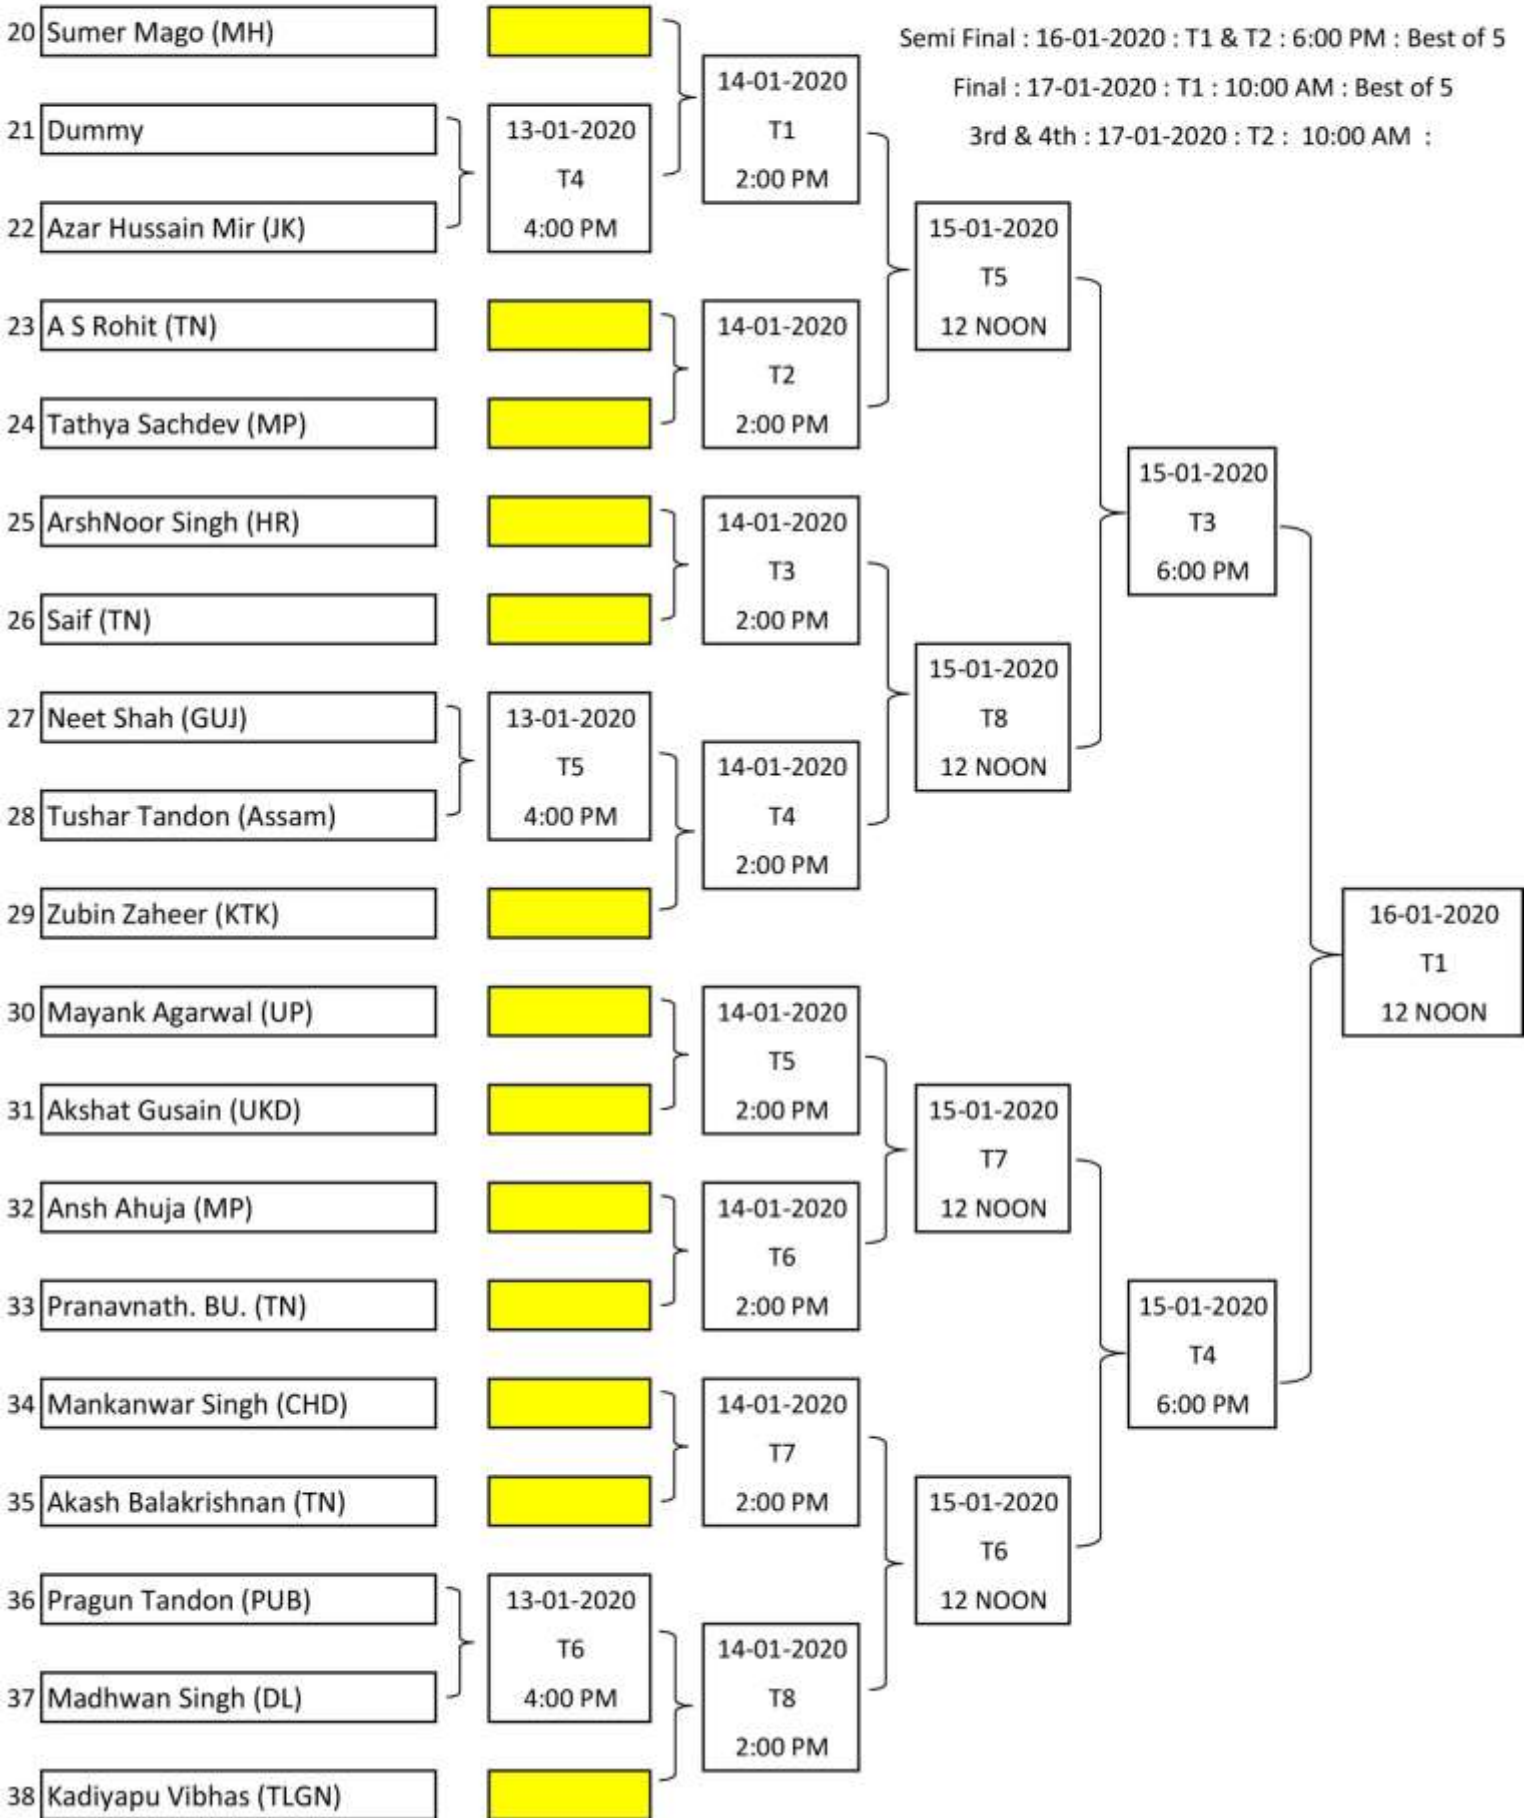 Semi Final : 16-01-2020 : T1 & T2 : 6:00 PM : Best of 5
Final : 17-01-2020 : T1 : 10:00 AM : Best of 5
3rd & 4th : 17-01-2020 : T2 : 10:00 AM :
20 Sumer Mago (MH)
21 Dummy
22 Azar Hussain Mir (JK)
23 A S Rohit (TN)
24 Tathya Sachdev (MP)
25 ArshNoor Singh (HR)
26 Saif (TN)
27 Neet Shah (GUJ)
28 Tushar Tandon (Assam)
29 Zubin Zaheer (KTK)
30 Mayank Agarwal (UP)
31 Akshat Gusain (UKD)
32 Ansh Ahuja (MP)
33 Pranavnath. BU. (TN)
34 Mankanwar Singh (CHD)
35 Akash Balakrishnan (TN)
36 Pragun Tandon (PUB)
37 Madhwan Singh (DL)
38 Kadiyapu Vibhas (TLGN)
13-01-2020
T4
4:00 PM
13-01-2020
T5
4:00 PM
13-01-2020
T6
4:00 PM
14-01-2020
T1
2:00 PM
14-01-2020
T2
2:00 PM
14-01-2020
T3
2:00 PM
14-01-2020
T4
2:00 PM
14-01-2020
T5
2:00 PM
14-01-2020
T6
2:00 PM
14-01-2020
T7
2:00 PM
14-01-2020
T8
2:00 PM
15-01-2020
T5
12 NOON
15-01-2020
T8
12 NOON
15-01-2020
T7
12 NOON
15-01-2020
T6
12 NOON
15-01-2020
T3
6:00 PM
15-01-2020
T4
6:00 PM
16-01-2020
T1
12 NOON